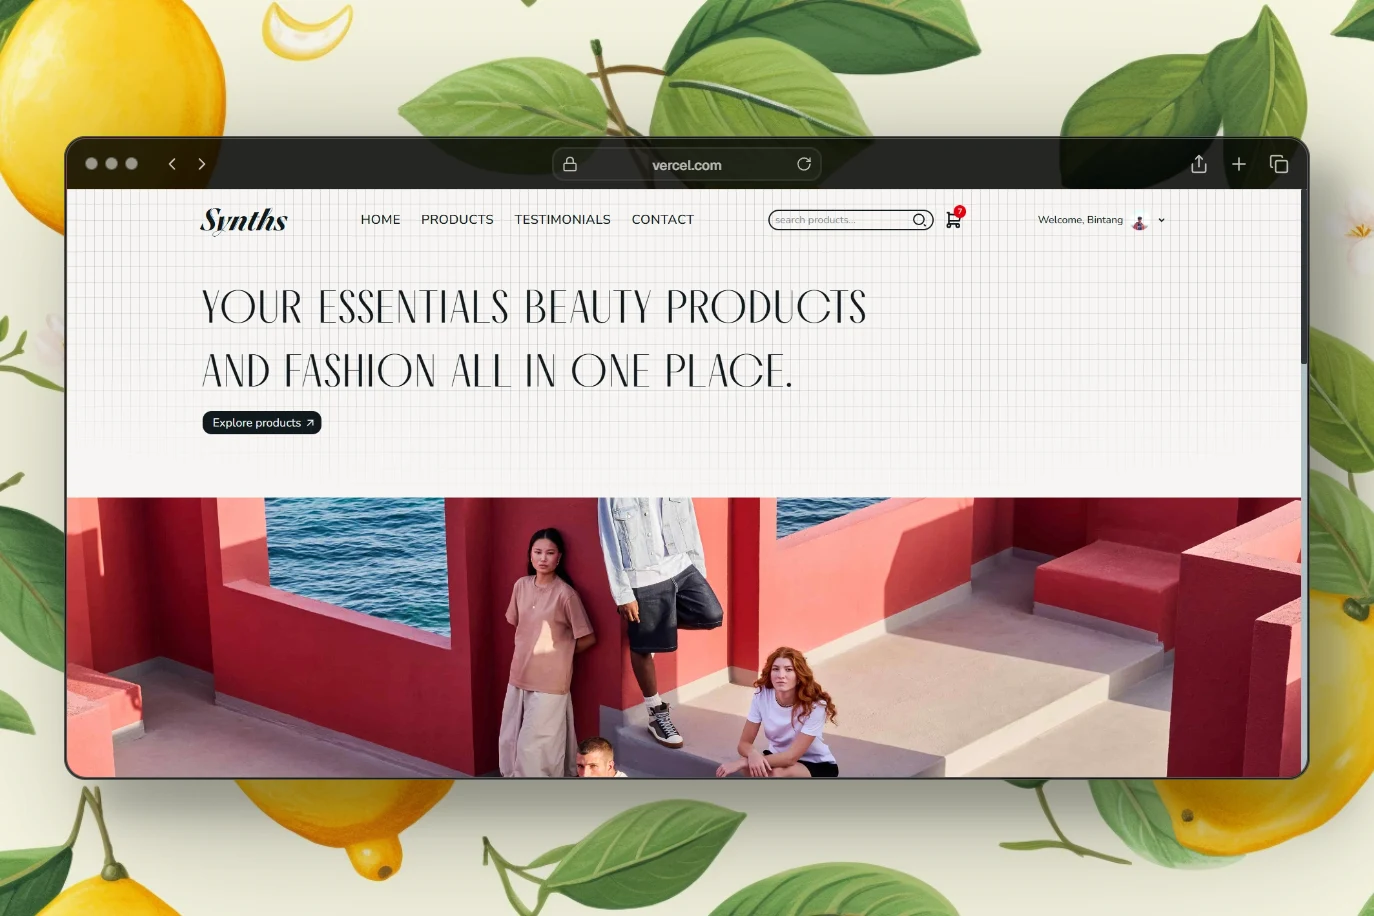 vercel.com
Synths
HOME PRODUCTS TESTIMONIALS CONTACT
search products...
7
Welcome, Bintang
YOUR ESSENTIALS BEAUTY PRODUCTS
AND FASHION ALL IN ONE PLACE.
Explore products